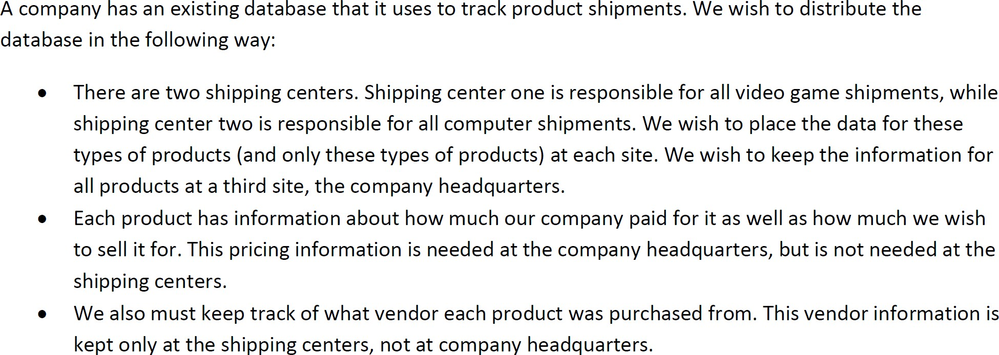 A company has an existing database that it uses to track product shipments. We wish to distribute the
database in the following way:
• There are two shipping centers. Shipping center one is responsible for all video game shipments, while
shipping center two is responsible for all computer shipments. We wish to place the data for these
types of products (and only these types of products) at each site. We wish to keep the information for
all products at a third site, the company headquarters.
• Each product has information about how much our company paid for it as well as how much we wish
to sell it for. This pricing information is needed at the company headquarters, but is not needed at the
shipping centers.
• We also must keep track of what vendor each product was purchased from. This vendor information is
kept only at the shipping centers, not at company headquarters.